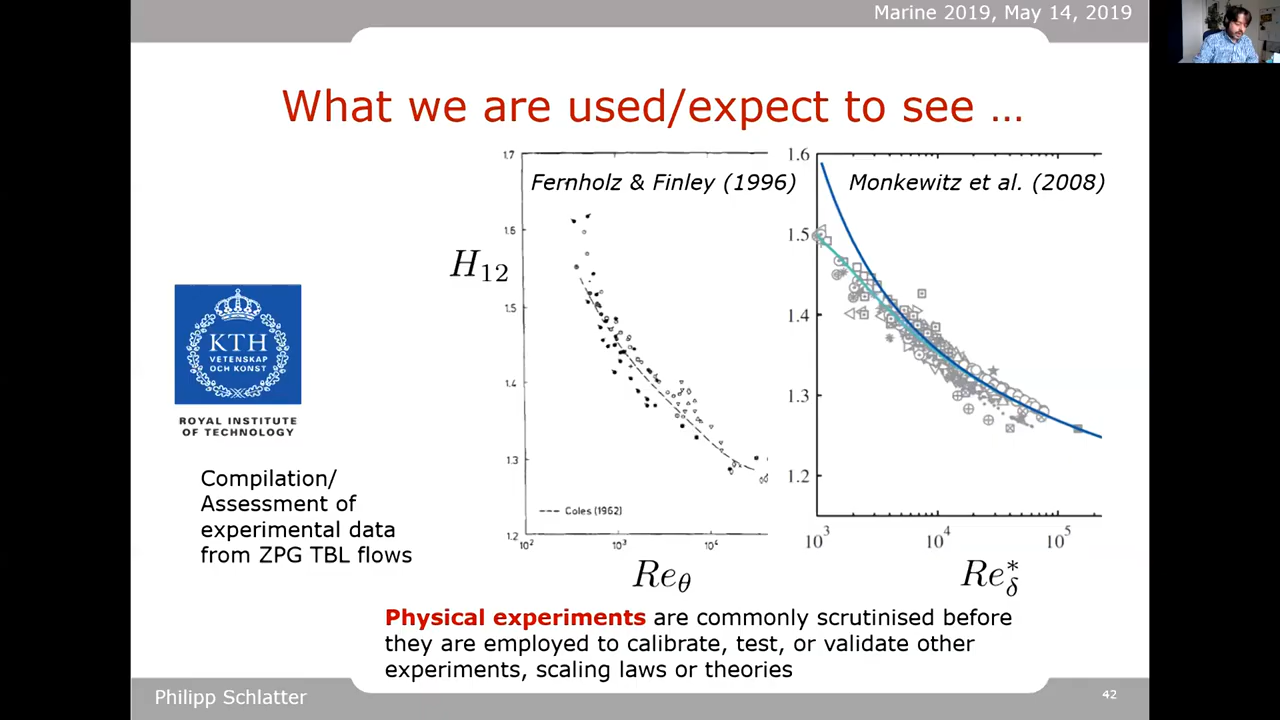 Marine 2019, May 14, 2019
What we are used/expect to see ...
Fernholz & Finley (1996)
Monkewitz et al. (2008)
H12
1.7
1.6
1.5
1.4
1.3
1.2
10²
10³
10⁴
--- Coles (1962)
Reθ
1.6
1.5
1.4
1.3
1.2
10³
10⁴
10⁵
Re*δ
KTH
VETENSKAP
OCH KONST
ROYAL INSTITUTE
OF TECHNOLOGY
Compilation/
Assessment of
experimental data
from ZPG TBL flows
Physical experiments are commonly scrutinised before
they are employed to calibrate, test, or validate other
experiments, scaling laws or theories
Philipp Schlatter
42